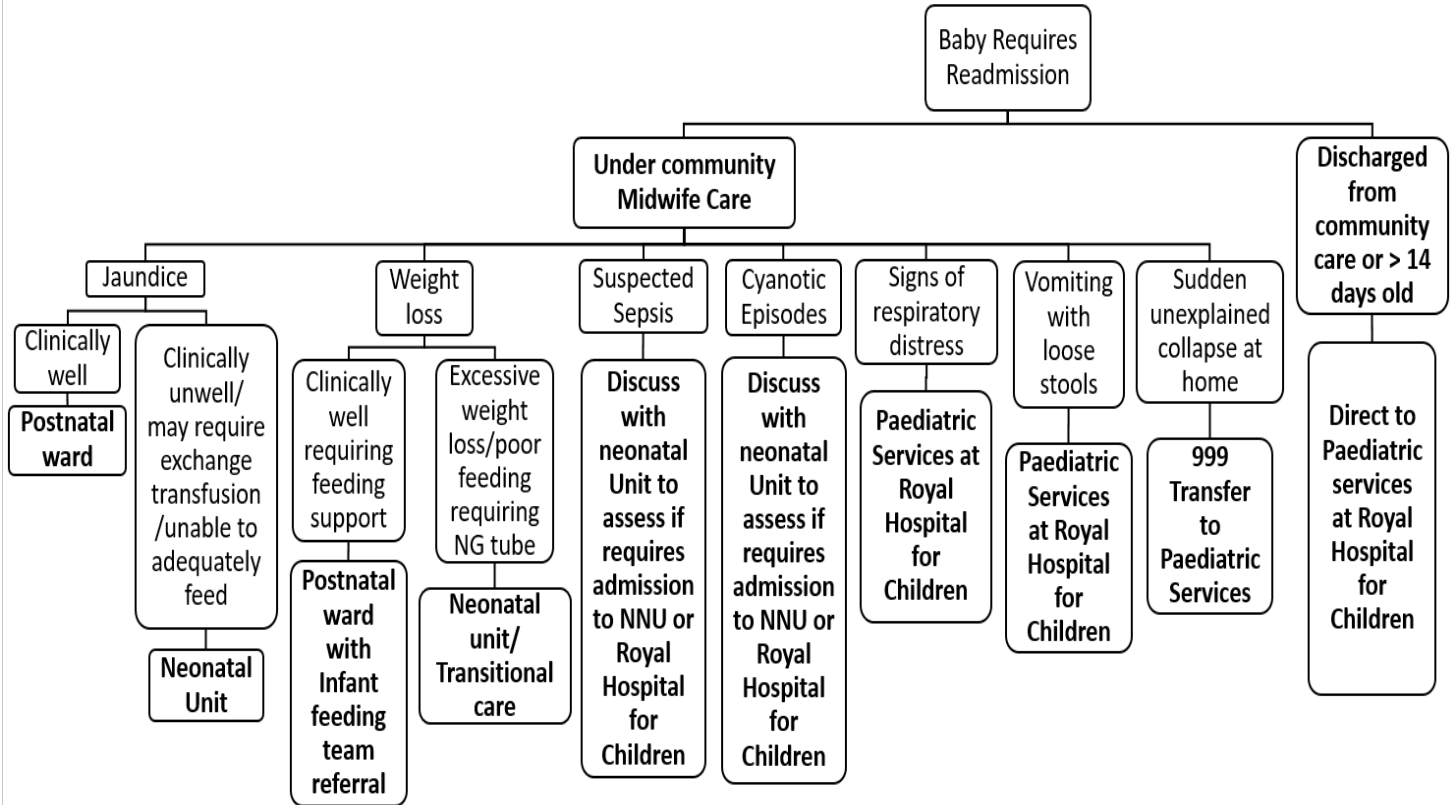 Baby Requires
Readmission
Under community
Midwife Care
Discharged
from
community
care or > 14
days old
Jaundice
Weight
loss
Suspected
Sepsis
Cyanotic
Episodes
Signs of
respiratory
distress
Vomiting
with
loose
stools
Sudden
unexplained
collapse at
home
Clinically
well
Clinically
unwell/
may require
exchange
transfusion
/unable to
adequately
feed
Clinically
well
requiring
feeding
support
Excessive
weight
loss/poor
feeding
requiring
NG tube
Postnatal
ward
Neonatal
Unit
Postnatal
ward
with
Infant
feeding
team
referral
Neonatal
unit/
Transitional
care
Discuss
with
neonatal
Unit to
assess if
requires
admission
to NNU or
Royal
Hospital
for
Children
Discuss
with
neonatal
Unit to
assess if
requires
admission
to NNU or
Royal
Hospital
for
Children
Paediatric
Services at
Royal
Hospital
for
Children
Paediatric
Services
at Royal
Hospital
for
Children
999
Transfer
to
Paediatric
Services
Direct to
Paediatric
services
at Royal
Hospital
for
Children